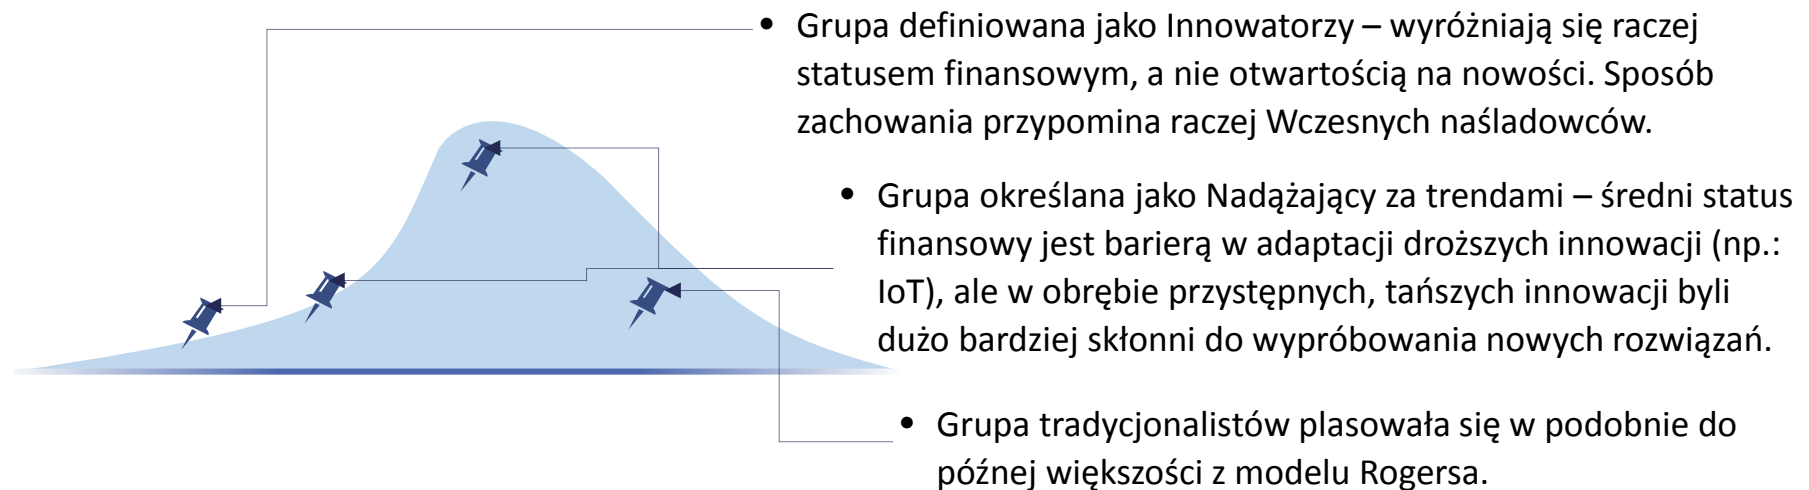 • Grupa definiowana jako Innowatorzy – wyróżniają się raczej
statusem finansowym, a nie otwartością na nowości. Sposób
zachowania przypomina raczej Wczesnych naśladowców.
• Grupa określana jako Nadążający za trendami – średni status
finansowy jest barierą w adaptacji droższych innowacji (np.:
IoT), ale w obrębie przystępnych, tańszych innowacji byli
dużo bardziej skłonni do wypróbowania nowych rozwiązań.
• Grupa tradycjonalistów plasowała się w podobnie do
późnej większości z modelu Rogersa.